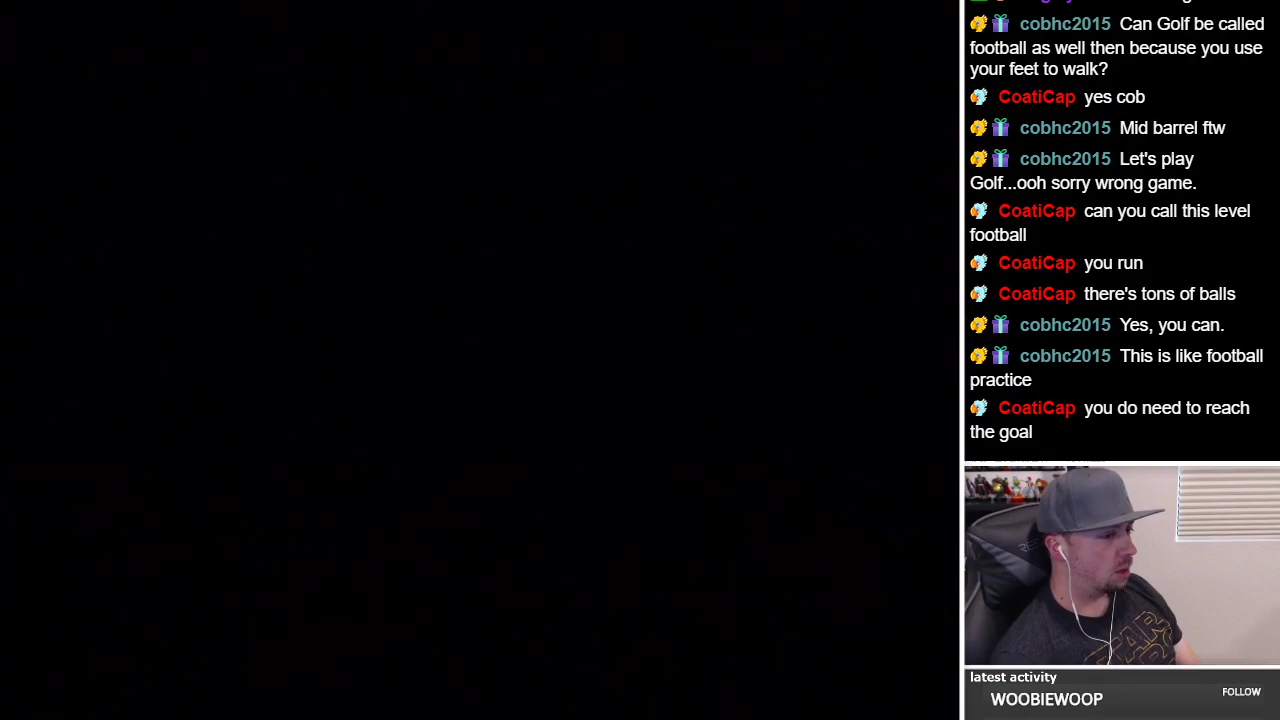 cobhc2015 Can Golf be called
football as well then because you use
your feet to walk?
CoatiCap yes cob
cobhc2015 Mid barrel ftw
cobhc2015 Let's play
Golf...ooh sorry wrong game.
CoatiCap can you call this level
football
CoatiCap you run
CoatiCap there's tons of balls
cobhc2015 Yes, you can.
cobhc2015 This is like football
practice
CoatiCap you do need to reach
the goal
latest activity
WOOBIEWOOP FOLLOW